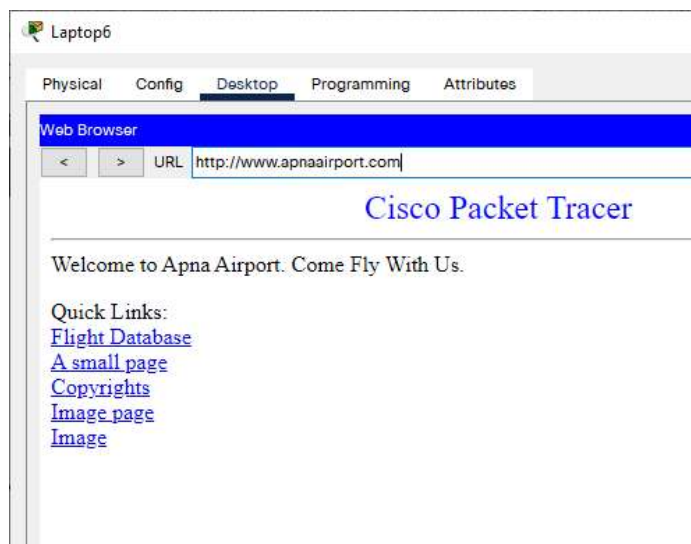 Laptop6
Physical Config Desktop Programming Attributes
Web Browser
< > URL http://www.apnaairport.com
Cisco Packet Tracer
Welcome to Apna Airport. Come Fly With Us.
Quick Links:
Flight Database
A small page
Copyrights
Image page
Image